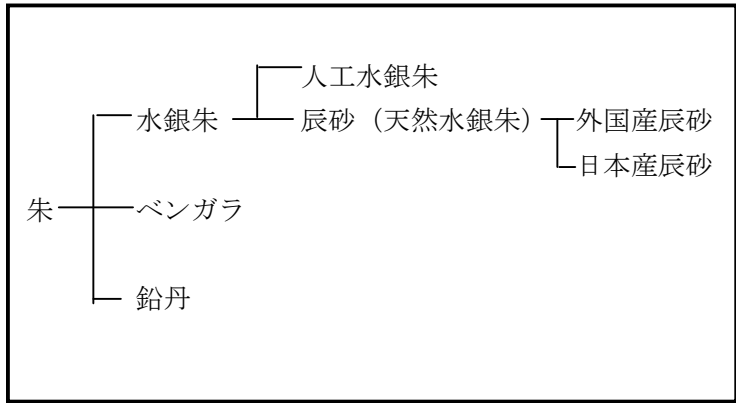 人工水銀朱
水銀朱 辰砂（天然水銀朱） 外国産辰砂
日本産辰砂
朱 ベンガラ
鉛丹